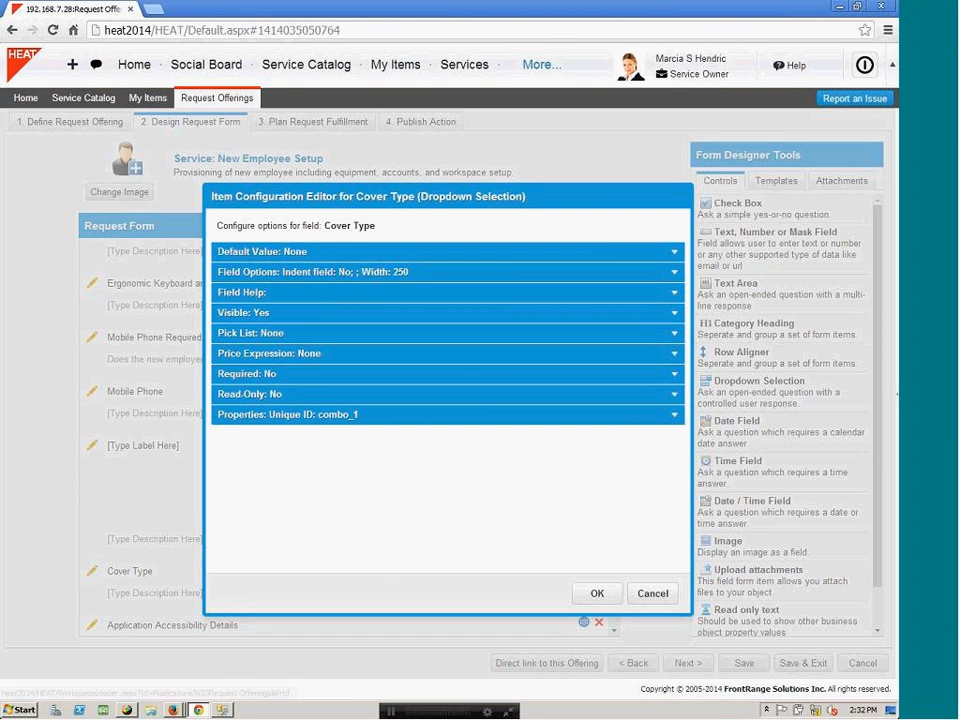 192.168.7.28:Request Offe
heat2014/HEAT/Default.aspx#1414035050764
HEAT
Home · Social Board · Service Catalog · My Items · Services · More...
Marcia S Hendric
Service Owner
Help
Home Service Catalog My Items Request Offerings
Report an Issue
1. Define Request Offering 2. Design Request Form 3. Plan Request Fulfillment 4. Publish Action
Service: New Employee Setup
Provisioning of new employee including equipment, accounts, and workspace setup.
Change Image
Request Form
[Type Description Here]
Ergonomic Keyboard a
[Type Description Here]
Mobile Phone Required
Does the new employe
Mobile Phone
[Type Description Here]
[Type Label Here]
[Type Description Here]
Cover Type
[Type Description Here]
Application Accessibility Details
Item Configuration Editor for Cover Type (Dropdown Selection)
Configure options for field: Cover Type
Default Value: None
Field Options: Indent field: No; ; Width: 250
Field Help:
Visible: Yes
Pick List: None
Price Expression: None
Required: No
Read-Only: No
Properties: Unique ID: combo_1
OK Cancel
Form Designer Tools
Controls Templates Attachments
Check Box
Ask a simple yes-or-no question.
Text, Number or Mask Field
Field allows user to enter text or number
or any other supported type of data like
email or url
Text Area
Ask an open-ended question with a multi-
line response
H1 Category Heading
Seperate and group a set of form items.
Row Aligner
Seperate and group a set of form fields.
Dropdown Selection
Ask an open-ended question with a
controlled user response.
Date Field
Ask a question which requires a calendar
date answer
Time Field
Ask a question which requires a time
answer.
Date / Time Field
Ask a question which requires a date or
time answer.
Image
Display an image as a field.
Upload attachments
This field form item allows you attach
files to your object
Read only text
Should be used to show other business
object property values
Direct link to this Offering < Back Next > Save Save & Exit Cancel
Copyright © 2005-2014 FrontRange Solutions Inc. All rights reserved.
Start
2:32 PM